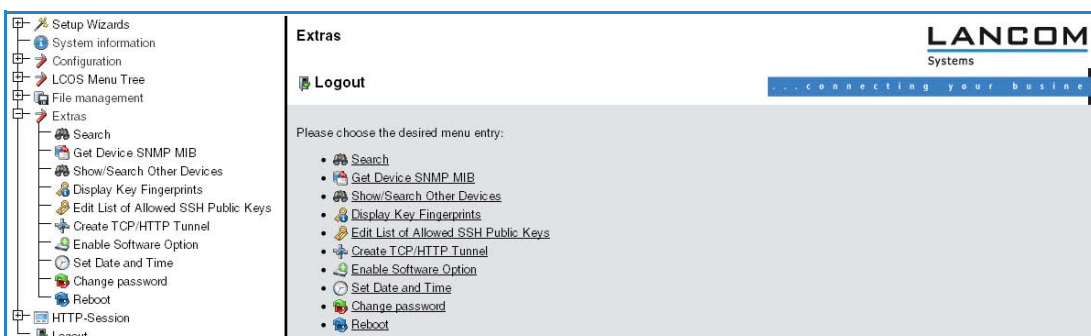 Setup Wizards
System information
Configuration
LCOS Menu Tree
File management
Extras
Search
Get Device SNMP MIB
Show/Search Other Devices
Display Key Fingerprints
Edit List of Allowed SSH Public Keys
Create TCP/HTTP Tunnel
Enable Software Option
Set Date and Time
Change password
Reboot
HTTP-Session
Logout
Extras
LANCOM
Systems
Logout
...connecting your busine
Please choose the desired menu entry:
• Search
• Get Device SNMP MIB
• Show/Search Other Devices
• Display Key Fingerprints
• Edit List of Allowed SSH Public Keys
• Create TCP/HTTP Tunnel
• Enable Software Option
• Set Date and Time
• Change password
• Reboot